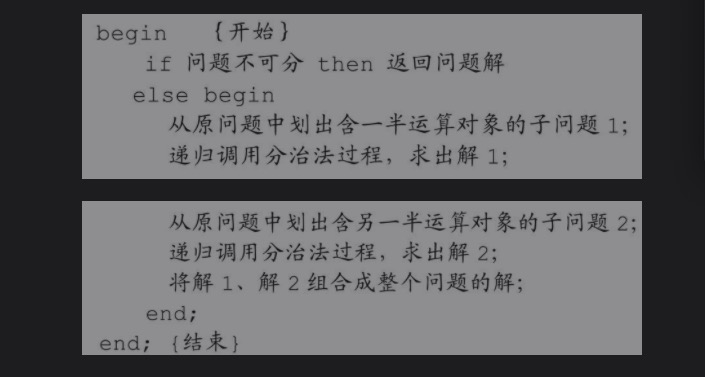 begin {开始}
if 问题不可分 then 返回问题解
else begin
从原问题中划出含一半运算对象的子问题 1;
递归调用分治法过程, 求出解 1;
从原问题中划出含另一半运算对象的子问题 2;
递归调用分治法过程, 求出解 2;
将解 1、解 2 组合成整个问题的解;
end;
end; {结束}